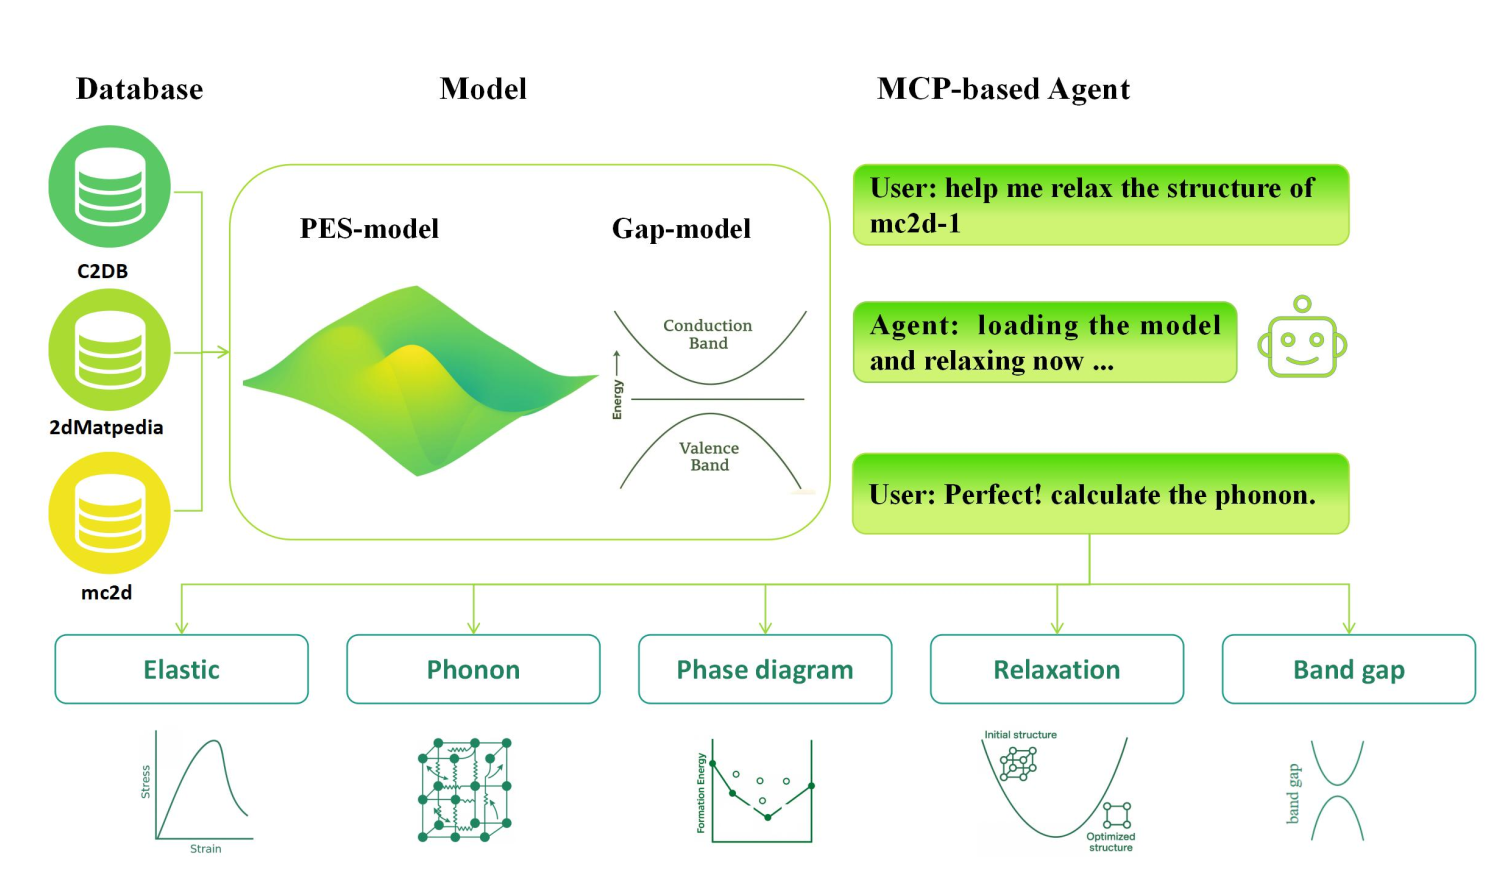 Database
Model
MCP-based Agent
C2DB
2dMatpedia
mc2d
PES-model
Gap-model
Conduction
Band
Energy
Valence
Band
User: help me relax the structure of
mc2d-1
Agent: loading the model
and relaxing now ...
User: Perfect! calculate the phonon.
Elastic
Phonon
Phase diagram
Relaxation
Band gap
Stress
Strain
Formation Energy
Initial structure
Optimized
structure
band gap